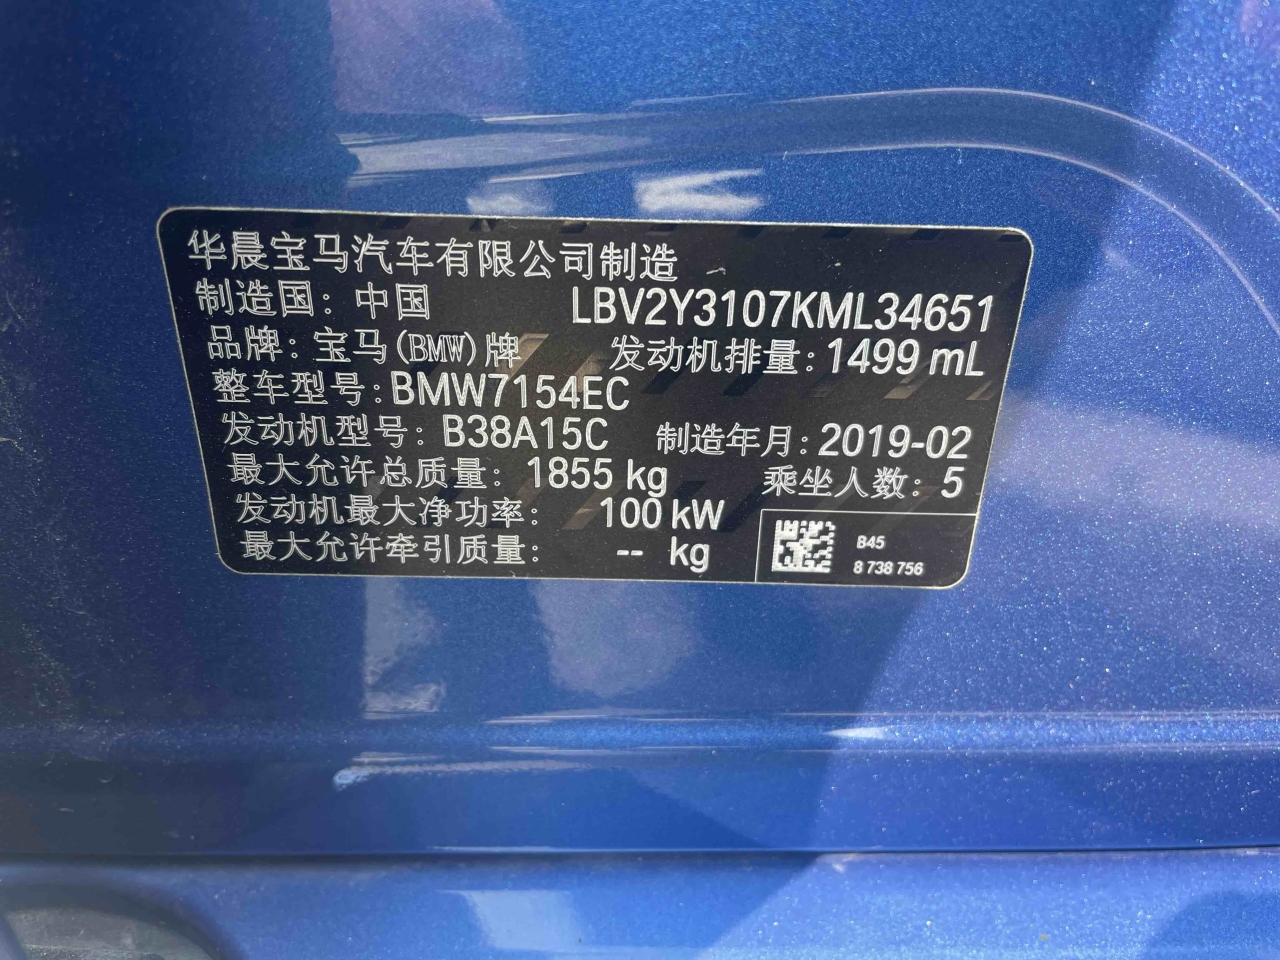 华晨宝马汽车有限公司制造
制造国：中国 LBV2Y3107KML34651
品牌：宝马(BMW)牌 发动机排量：1499 mL
整车型号：BMW7154EC
发动机型号：B38A15C 制造年月：2019-02
最大允许总质量：1855 kg 乘坐人数：5
发动机最大净功率：100 kW
最大允许牵引质量：-- kg
845
8 738 756